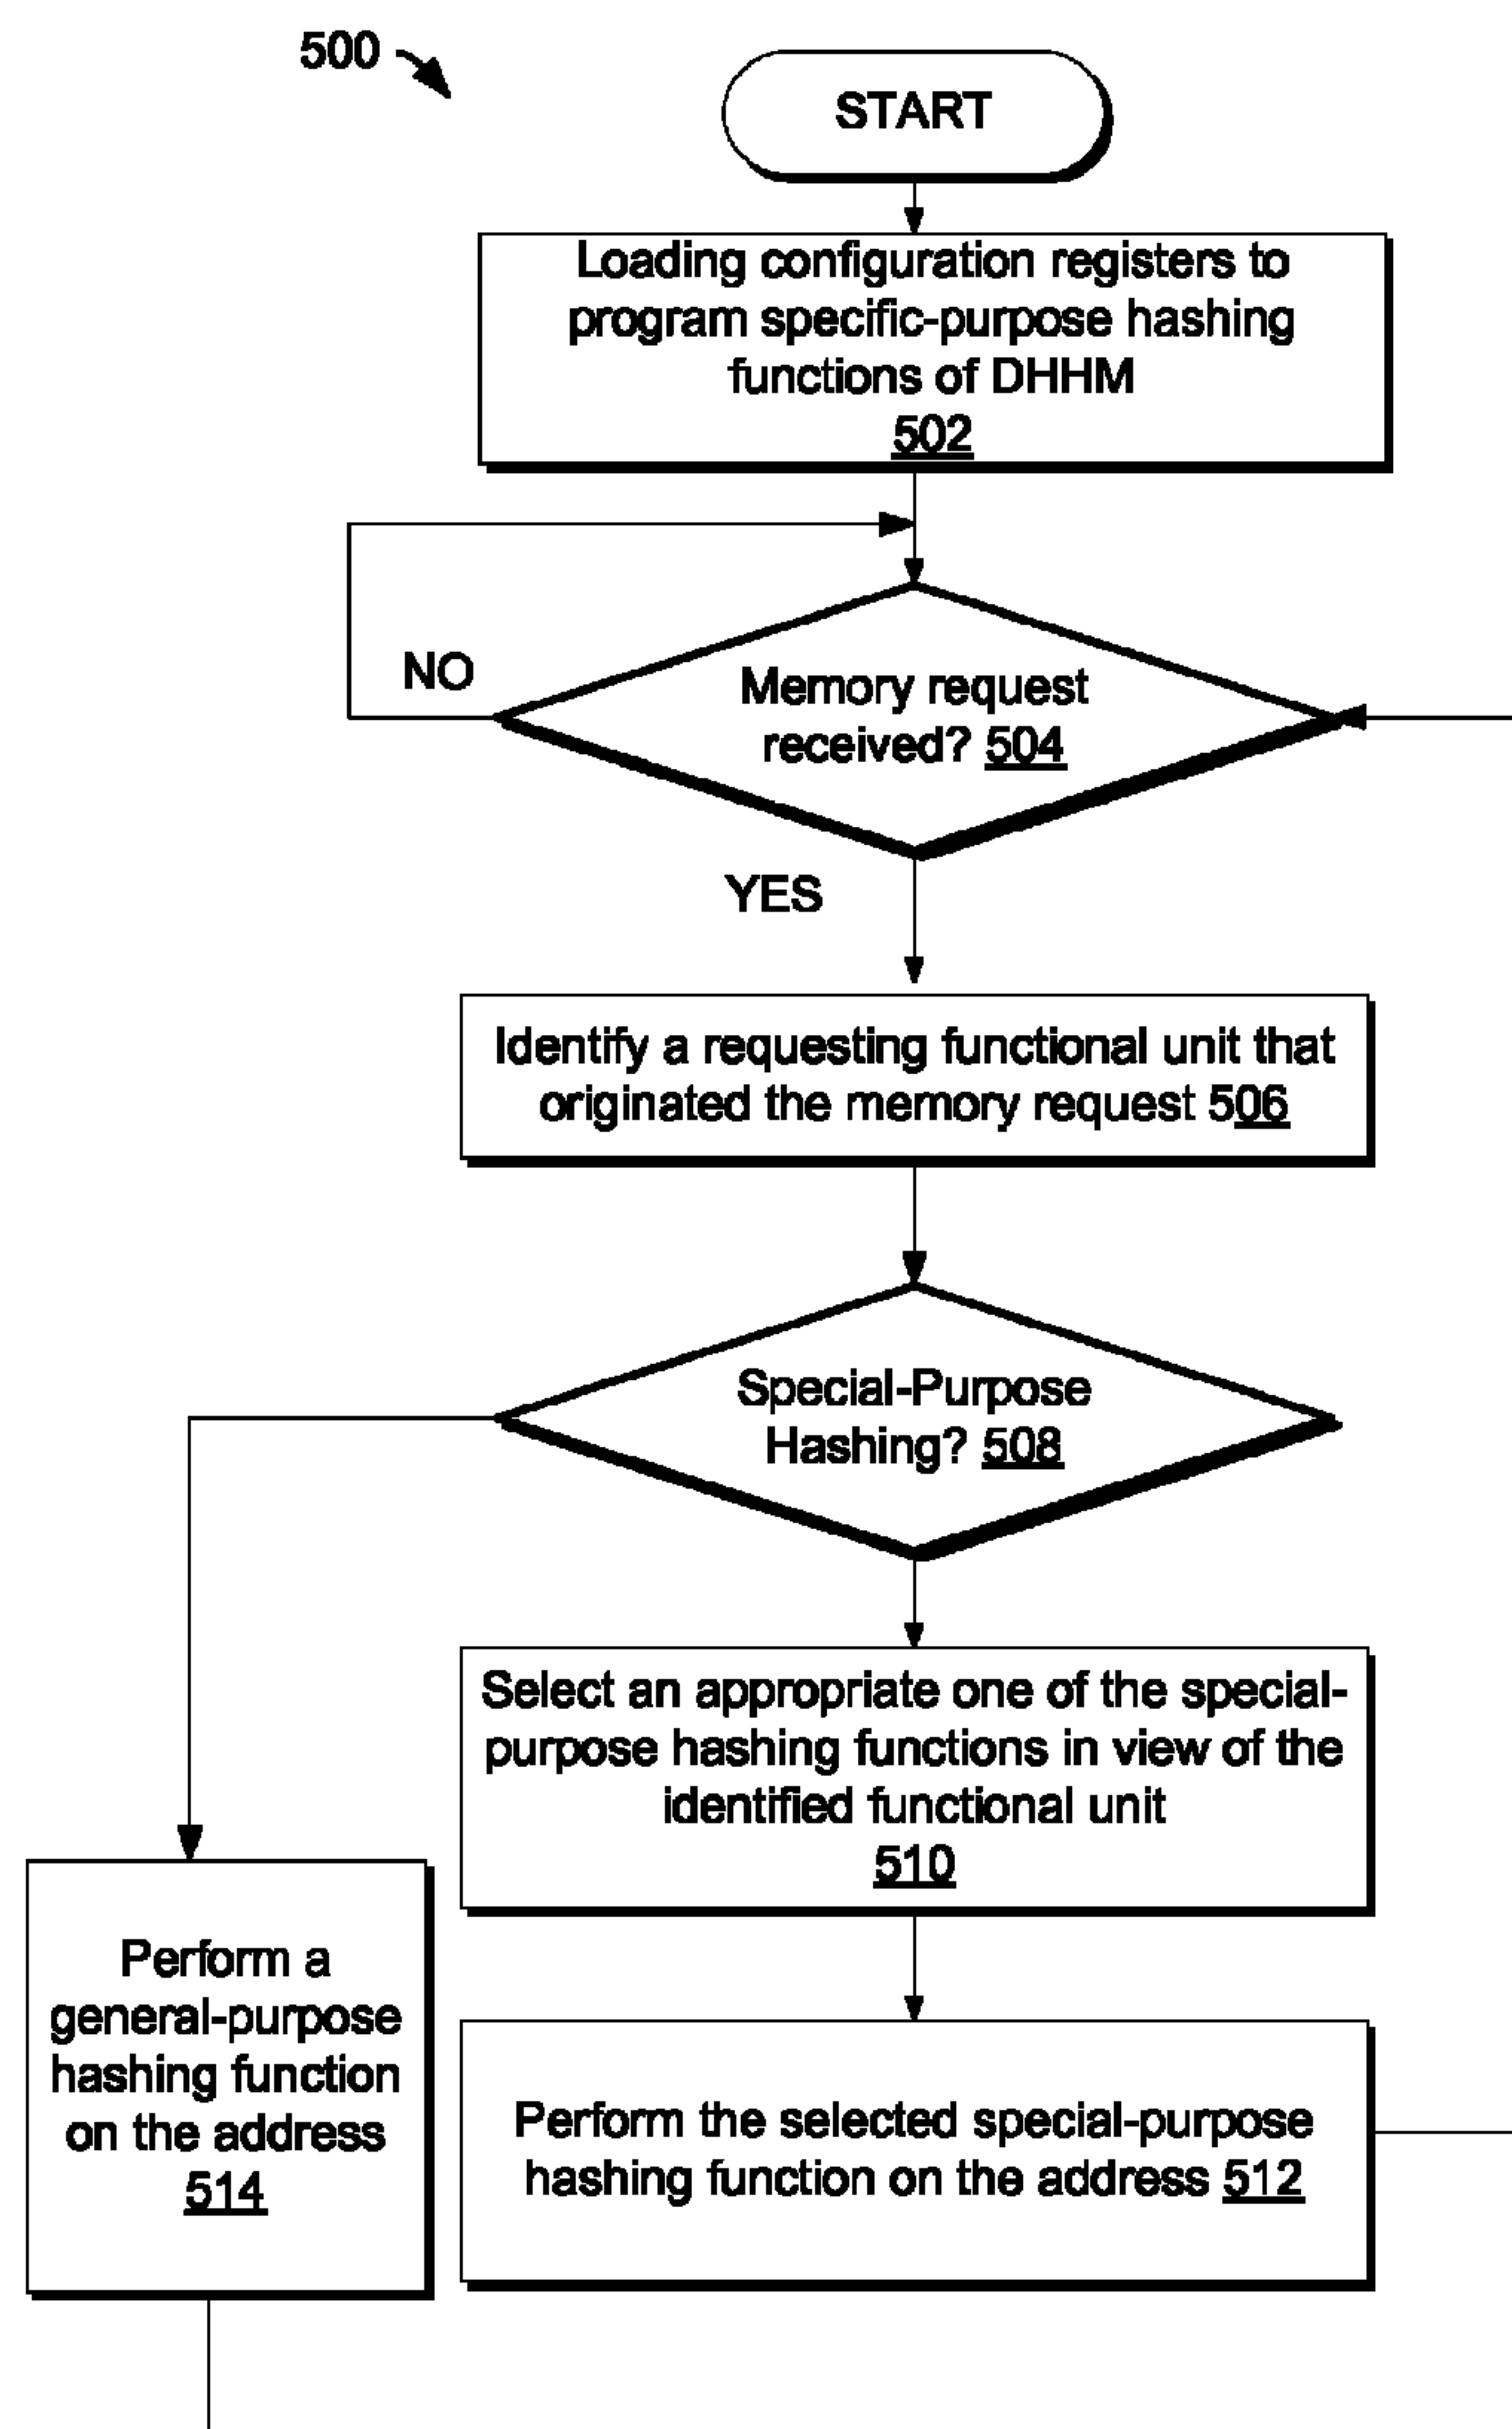 500
START
Loading configuration registers to
program specific-purpose hashing
functions of DHHM
502
NO
Memory request
received? 504
YES
Identify a requesting functional unit that
originated the memory request 506
Special-Purpose
Hashing? 508
Select an appropriate one of the special-
purpose hashing functions in view of the
identified functional unit
510
Perform a
general-purpose
hashing function
on the address
514
Perform the selected special-purpose
hashing function on the address 512